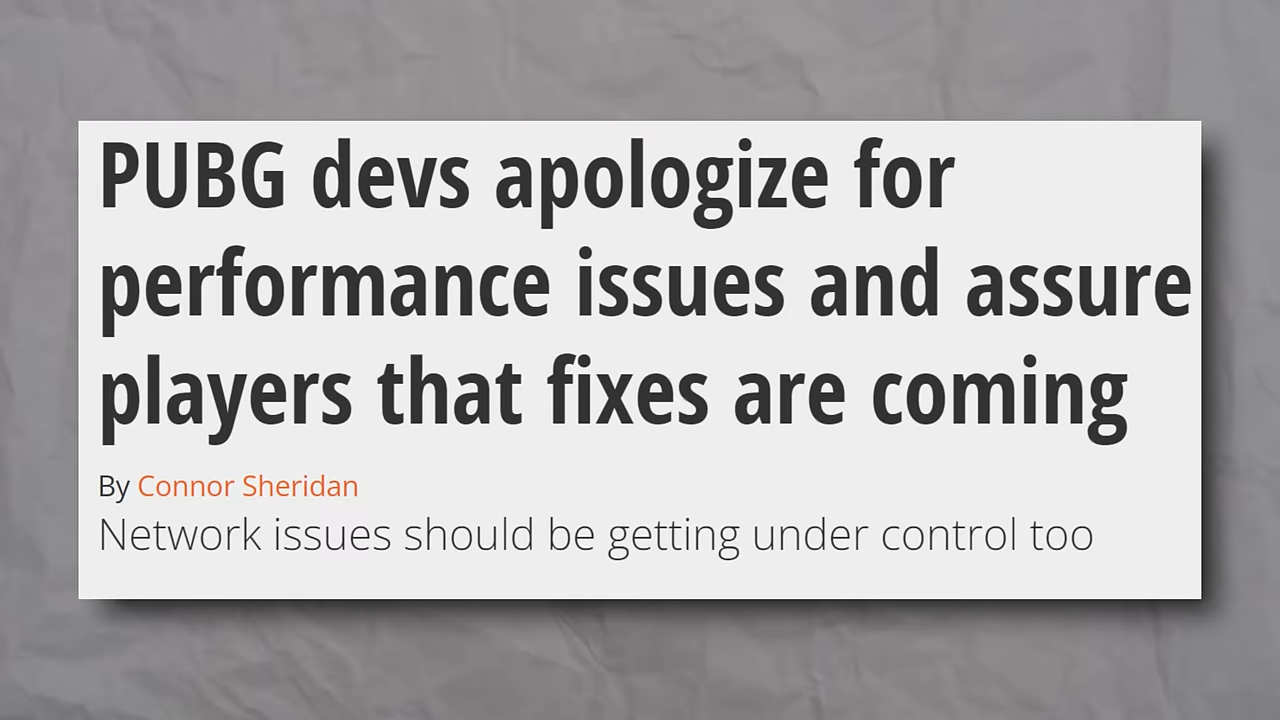 PUBG devs apologize for
performance issues and assure
players that fixes are coming
By Connor Sheridan
Network issues should be getting under control too